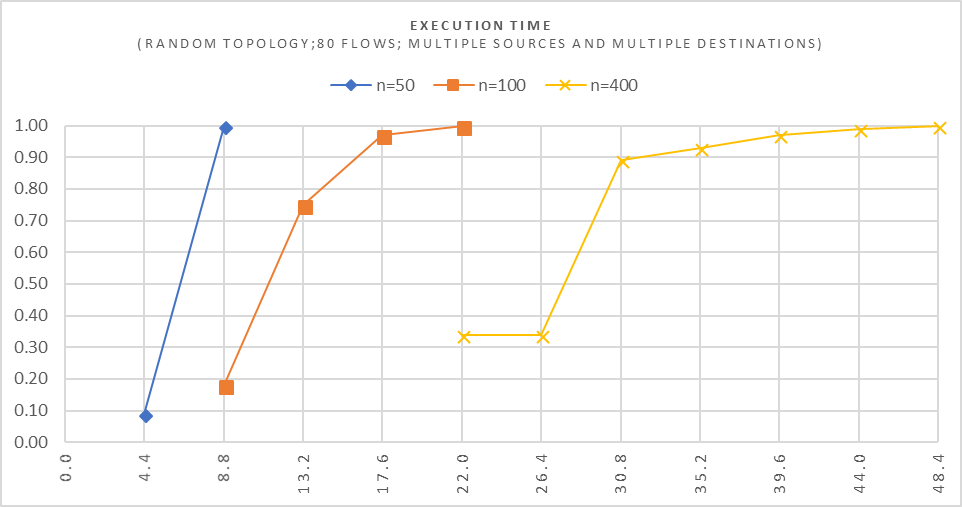 EXECUTION TIME
(RANDOM TOPOLOGY;80 FLOWS; MULTIPLE SOURCES AND MULTIPLE DESTINATIONS)
n=50 n=100 n=400
1.00
0.90
0.80
0.70
0.60
0.50
0.40
0.30
0.20
0.10
0.00
0.0 4.4 8.8 13.2 17.6 22.0 26.4 30.8 35.2 39.6 44.0 48.4